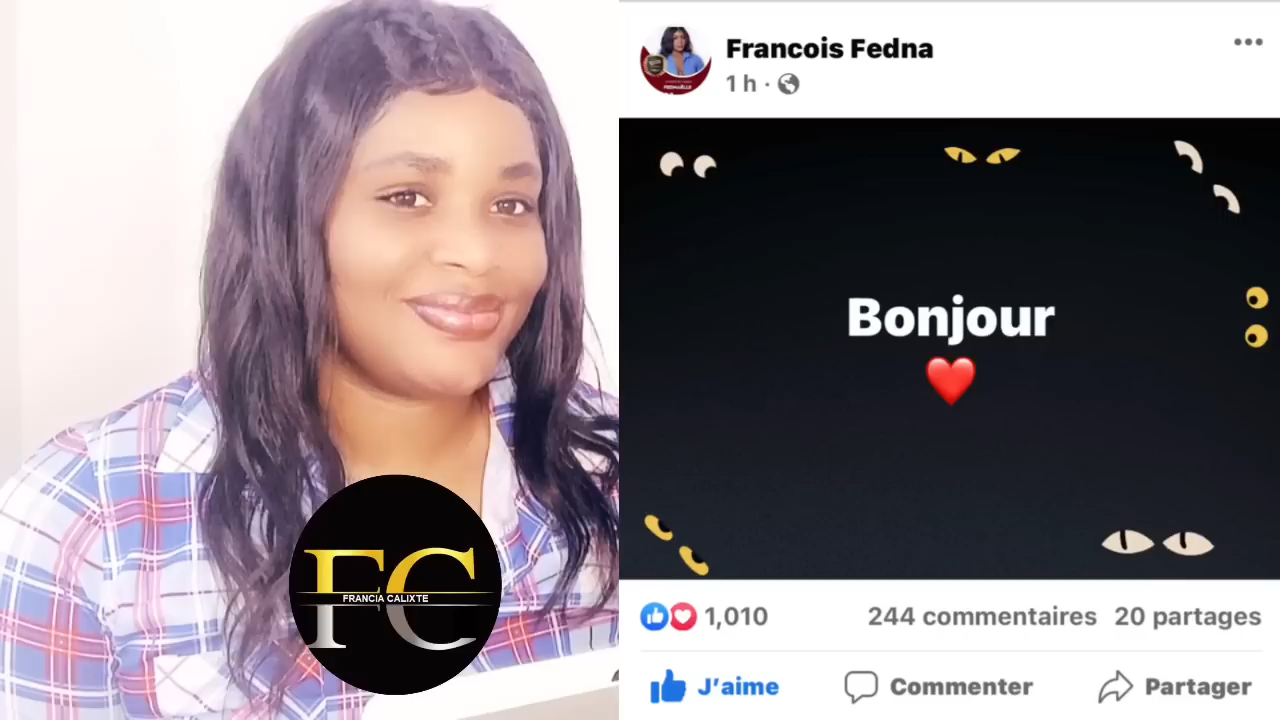 FC
FRANCIA CALIXTE
Francois Fedna
1 h ·
Bonjour
❤️
1,010 244 commentaires 20 partages
J'aime Commenter Partager